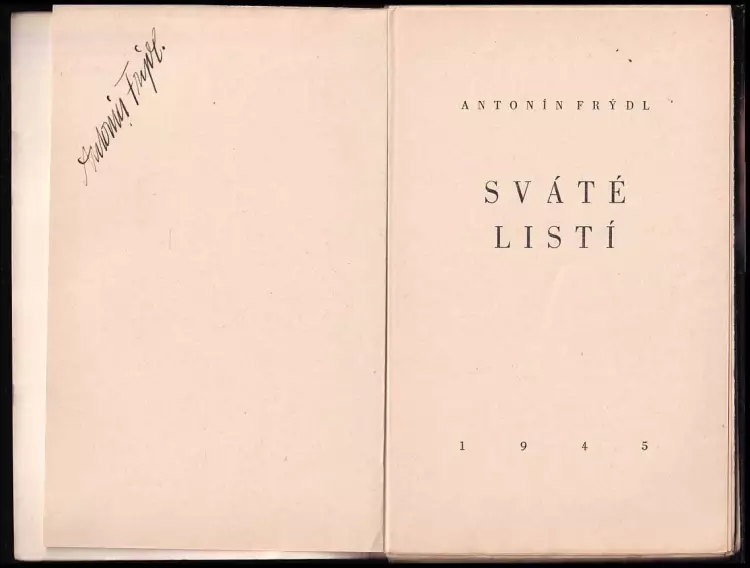 Antonín Frýdl.
ANTONÍN FRÝDL
SVÁTÉ
LISTÍ
1945